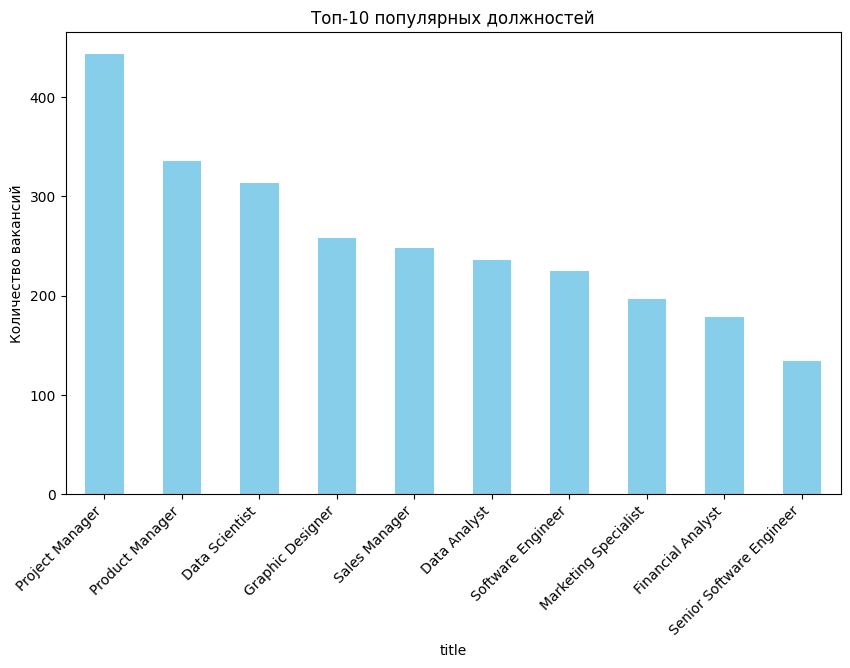 Топ-10 популярных должностей
Количество вакансий
400
300
200
100
0
Project Manager
Product Manager
Data Scientist
Graphic Designer
Sales Manager
Data Analyst
Software Engineer
Marketing Specialist
Financial Analyst
Senior Software Engineer
title